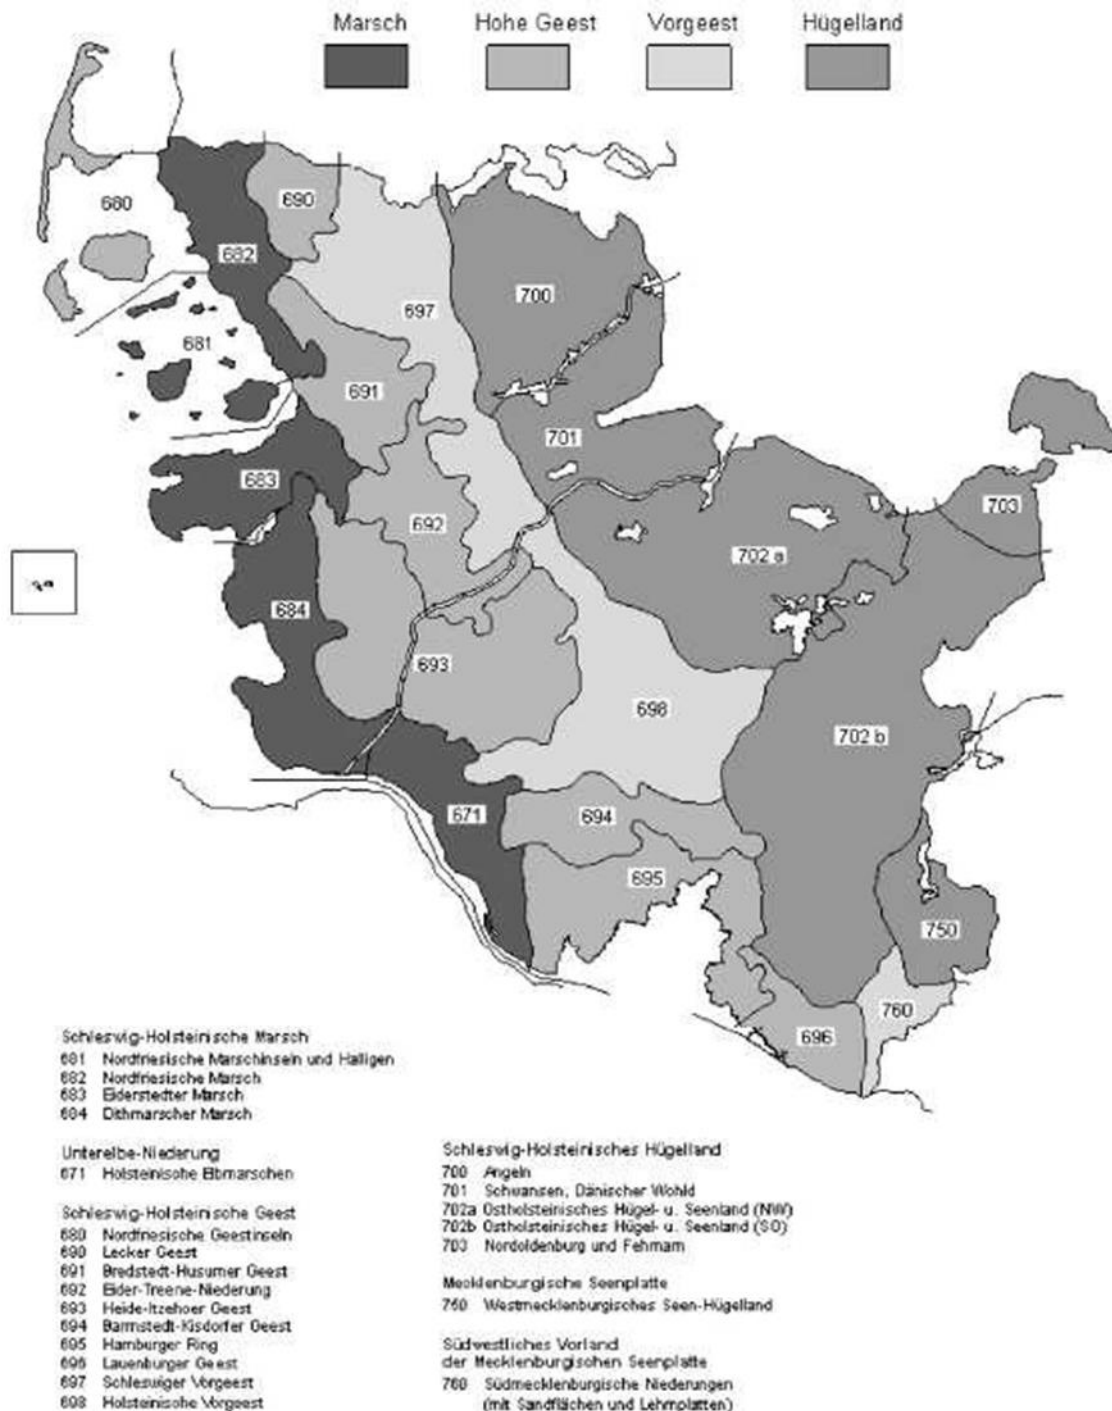 Marsch Hohe Geest Vorgeest Hügelland
680
690
682
700
697
681
691
701
683
703
692
702 a
684
693
698
702 b
671
694
695
750
760
696
Schleswig-Holsteinische Marsch
681 Nordfriesische Marschinseln und Halligen
682 Nordfriesische Marsch
683 Eiderstedter Marsch
684 Dithmarscher Marsch
Unterelbe-Niederung
671 Holsteinische Elbmarschen
Schleswig-Holsteinische Geest
680 Nordfriesische Geestinseln
690 Lecker Geest
691 Bredstedt-Husumer Geest
692 Eider-Treene-Niederung
693 Heide-Itzehoer Geest
694 Barmstedt-Kisdorfer Geest
695 Hamburger Ring
696 Lauenburger Geest
697 Schleswiger Vorgeest
698 Holsteinische Vorgeest
Schleswig-Holsteinisches Hügelland
700 Angeln
701 Schwansen, Dänischer Wohld
702a Ostholsteinisches Hügel- u. Seenland (NW)
702b Ostholsteinisches Hügel- u. Seenland (SO)
703 Nordoldenburg und Fehmarn
Mecklenburgische Seenplatte
750 Westmecklenburgisches Seen-Hügelland
Südwestliches Vorland
der Mecklenburgischen Seenplatte
760 Südmecklenburgische Niederungen
(mit Sandflächen und Lehmplatten)